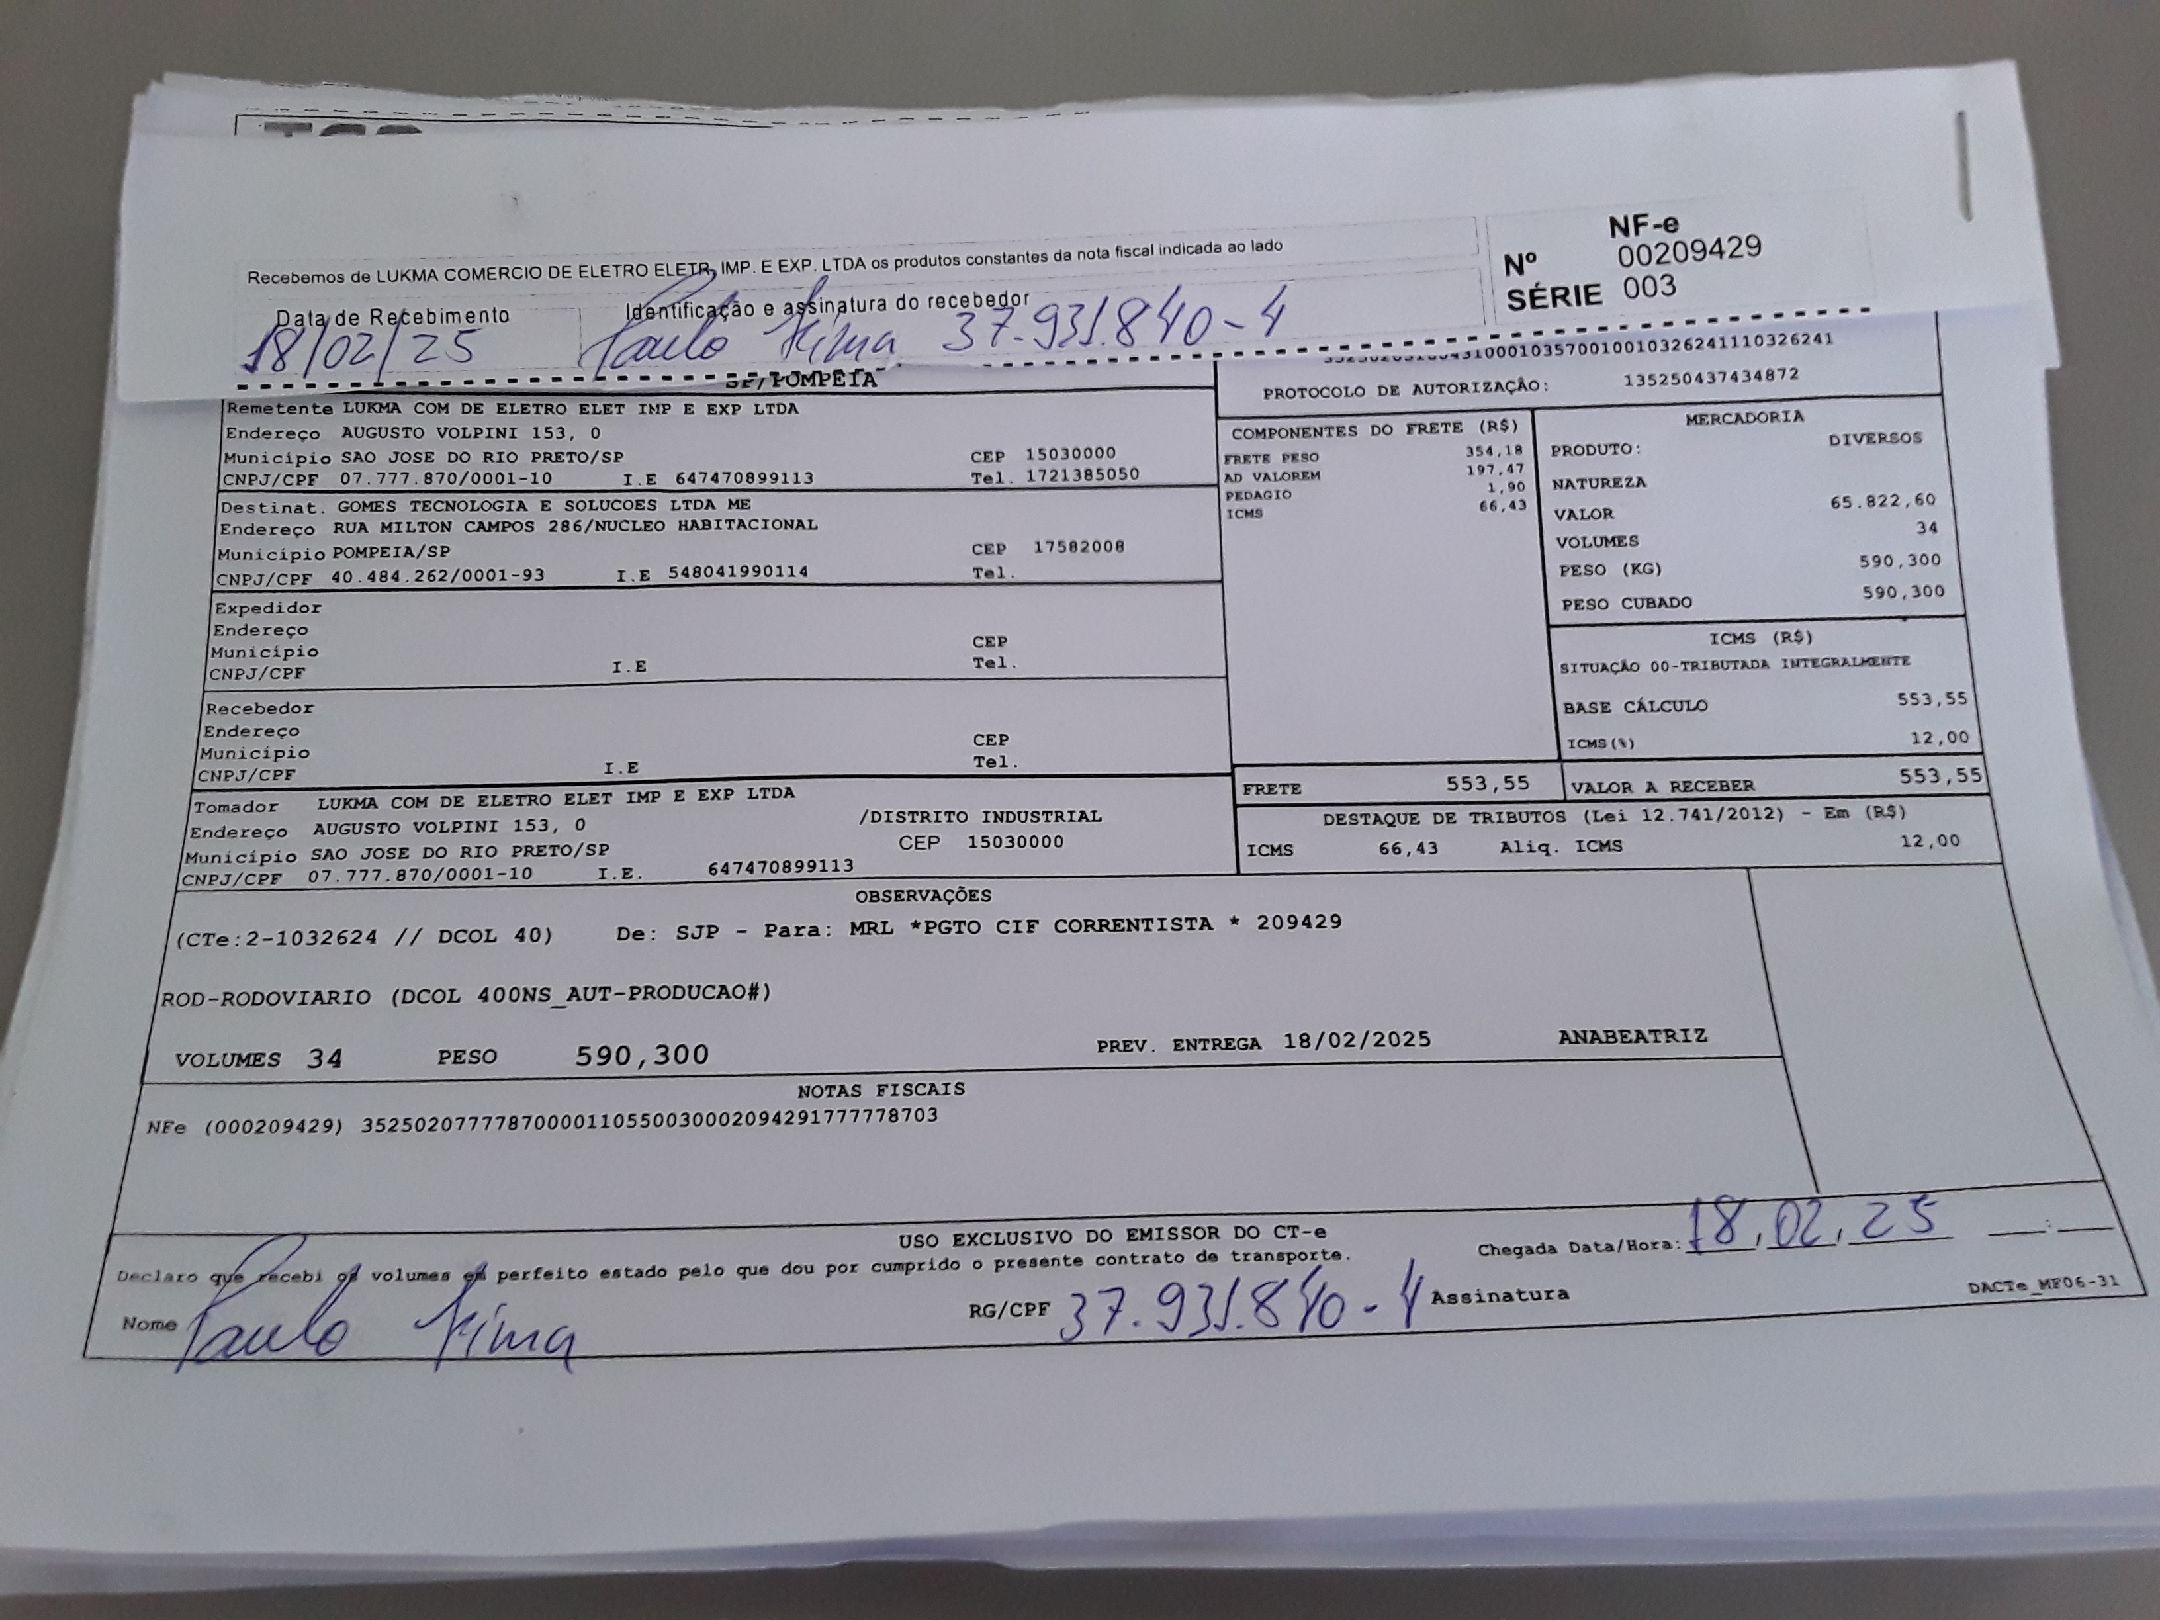 Recebemos de LUKMA COMERCIO DE ELETRO ELETR, IMP. E EXP. LTDA os produtos constantes da nota fiscal indicada ao lado
NF-e
Nº 00209429
SÉRIE 003
Data de Recebimento Identificação e assinatura do recebedor
18/02/25 Paulo Lima 37.931.840-4
SP/POMPEIA
PROTOCOLO DE AUTORIZAÇÃO: 135250437434872
Remetente LUKMA COM DE ELETRO ELET IMP E EXP LTDA
Endereço AUGUSTO VOLPINI 153, 0
Município SAO JOSE DO RIO PRETO/SP CEP 15030000
CNPJ/CPF 07.777.870/0001-10 I.E 647470899113 Tel. 1721385050
Destinat. GOMES TECNOLOGIA E SOLUCOES LTDA ME
Endereço RUA MILTON CAMPOS 286/NUCLEO HABITACIONAL
Município POMPEIA/SP CEP 17582008
CNPJ/CPF 40.484.262/0001-93 I.E 548041990114 Tel.
Expedidor
Endereço
Município CEP
CNPJ/CPF I.E Tel.
Recebedor
Endereço
Município CEP
CNPJ/CPF I.E Tel.
Tomador LUKMA COM DE ELETRO ELET IMP E EXP LTDA
Endereço AUGUSTO VOLPINI 153, 0 /DISTRITO INDUSTRIAL
Município SAO JOSE DO RIO PRETO/SP CEP 15030000
CNPJ/CPF 07.777.870/0001-10 I.E. 647470899113
COMPONENTES DO FRETE (R$)
FRETE PESO 354,18
AD VALOREM 197,47
PEDAGIO 1,90
ICMS 66,43
MERCADORIA
PRODUTO: DIVERSOS
NATUREZA
VALOR 65.822,60
VOLUMES 34
PESO (KG) 590,300
PESO CUBADO 590,300
ICMS (R$)
SITUAÇÃO 00-TRIBUTADA INTEGRALMENTE
BASE CÁLCULO 553,55
ICMS(%) 12,00
FRETE 553,55 VALOR A RECEBER 553,55
DESTAQUE DE TRIBUTOS (Lei 12.741/2012) - Em (R$)
ICMS 66,43 Aliq. ICMS 12,00
OBSERVAÇÕES
(CTe:2-1032624 // DCOL 40) De: SJP - Para: MRL *PGTO CIF CORRENTISTA * 209429
ROD-RODOVIARIO (DCOL 400NS_AUT-PRODUCAO#)
VOLUMES 34 PESO 590,300 PREV. ENTREGA 18/02/2025 ANABEATRIZ
NOTAS FISCAIS
NFe (000209429) 35250207777870000110550030002094291777778703
USO EXCLUSIVO DO EMISSOR DO CT-e
Declaro que recebi os volumes em perfeito estado pelo que dou por cumprido o presente contrato de transporte.
Chegada Data/Hora: 18,02,25 :
Nome Paulo Lima RG/CPF 37.931.840-4 Assinatura
DACTe_MF06-31